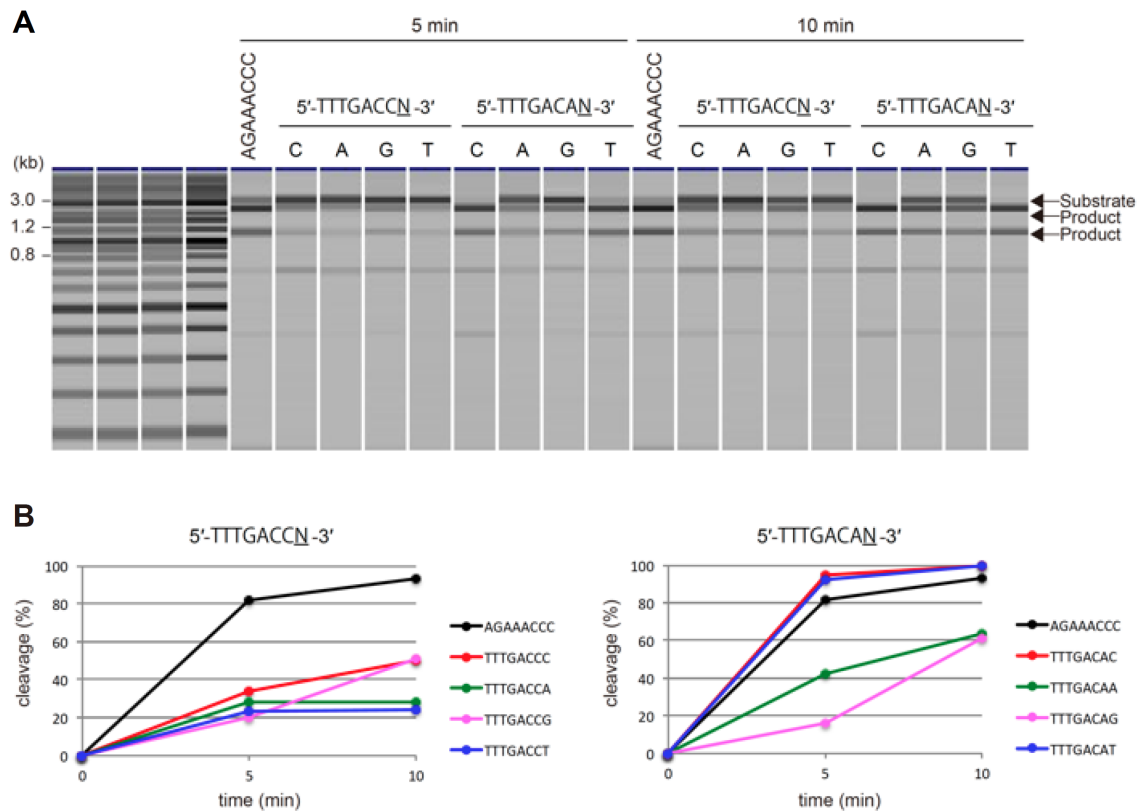 A
5 min
10 min
AGAAACCC
5′-TTTGACCN-3′
5′-TTTGACAN-3′
AGAAACCC
5′-TTTGACCN-3′
5′-TTTGACAN-3′
C A G T C A G T C A G T C A G T
(kb)
3.0
1.2
0.8
Substrate
Product
Product
B
5′-TTTGACCN-3′
cleavage (%)
100
80
60
40
20
0
0 5 10
time (min)
AGAAACCC
TTTGACCC
TTTGACCA
TTTGACCG
TTTGACCT
5′-TTTGACAN-3′
cleavage (%)
100
80
60
40
20
0
0 5 10
time (min)
AGAAACCC
TTTGACAC
TTTGACAA
TTTGACAG
TTTGACAT